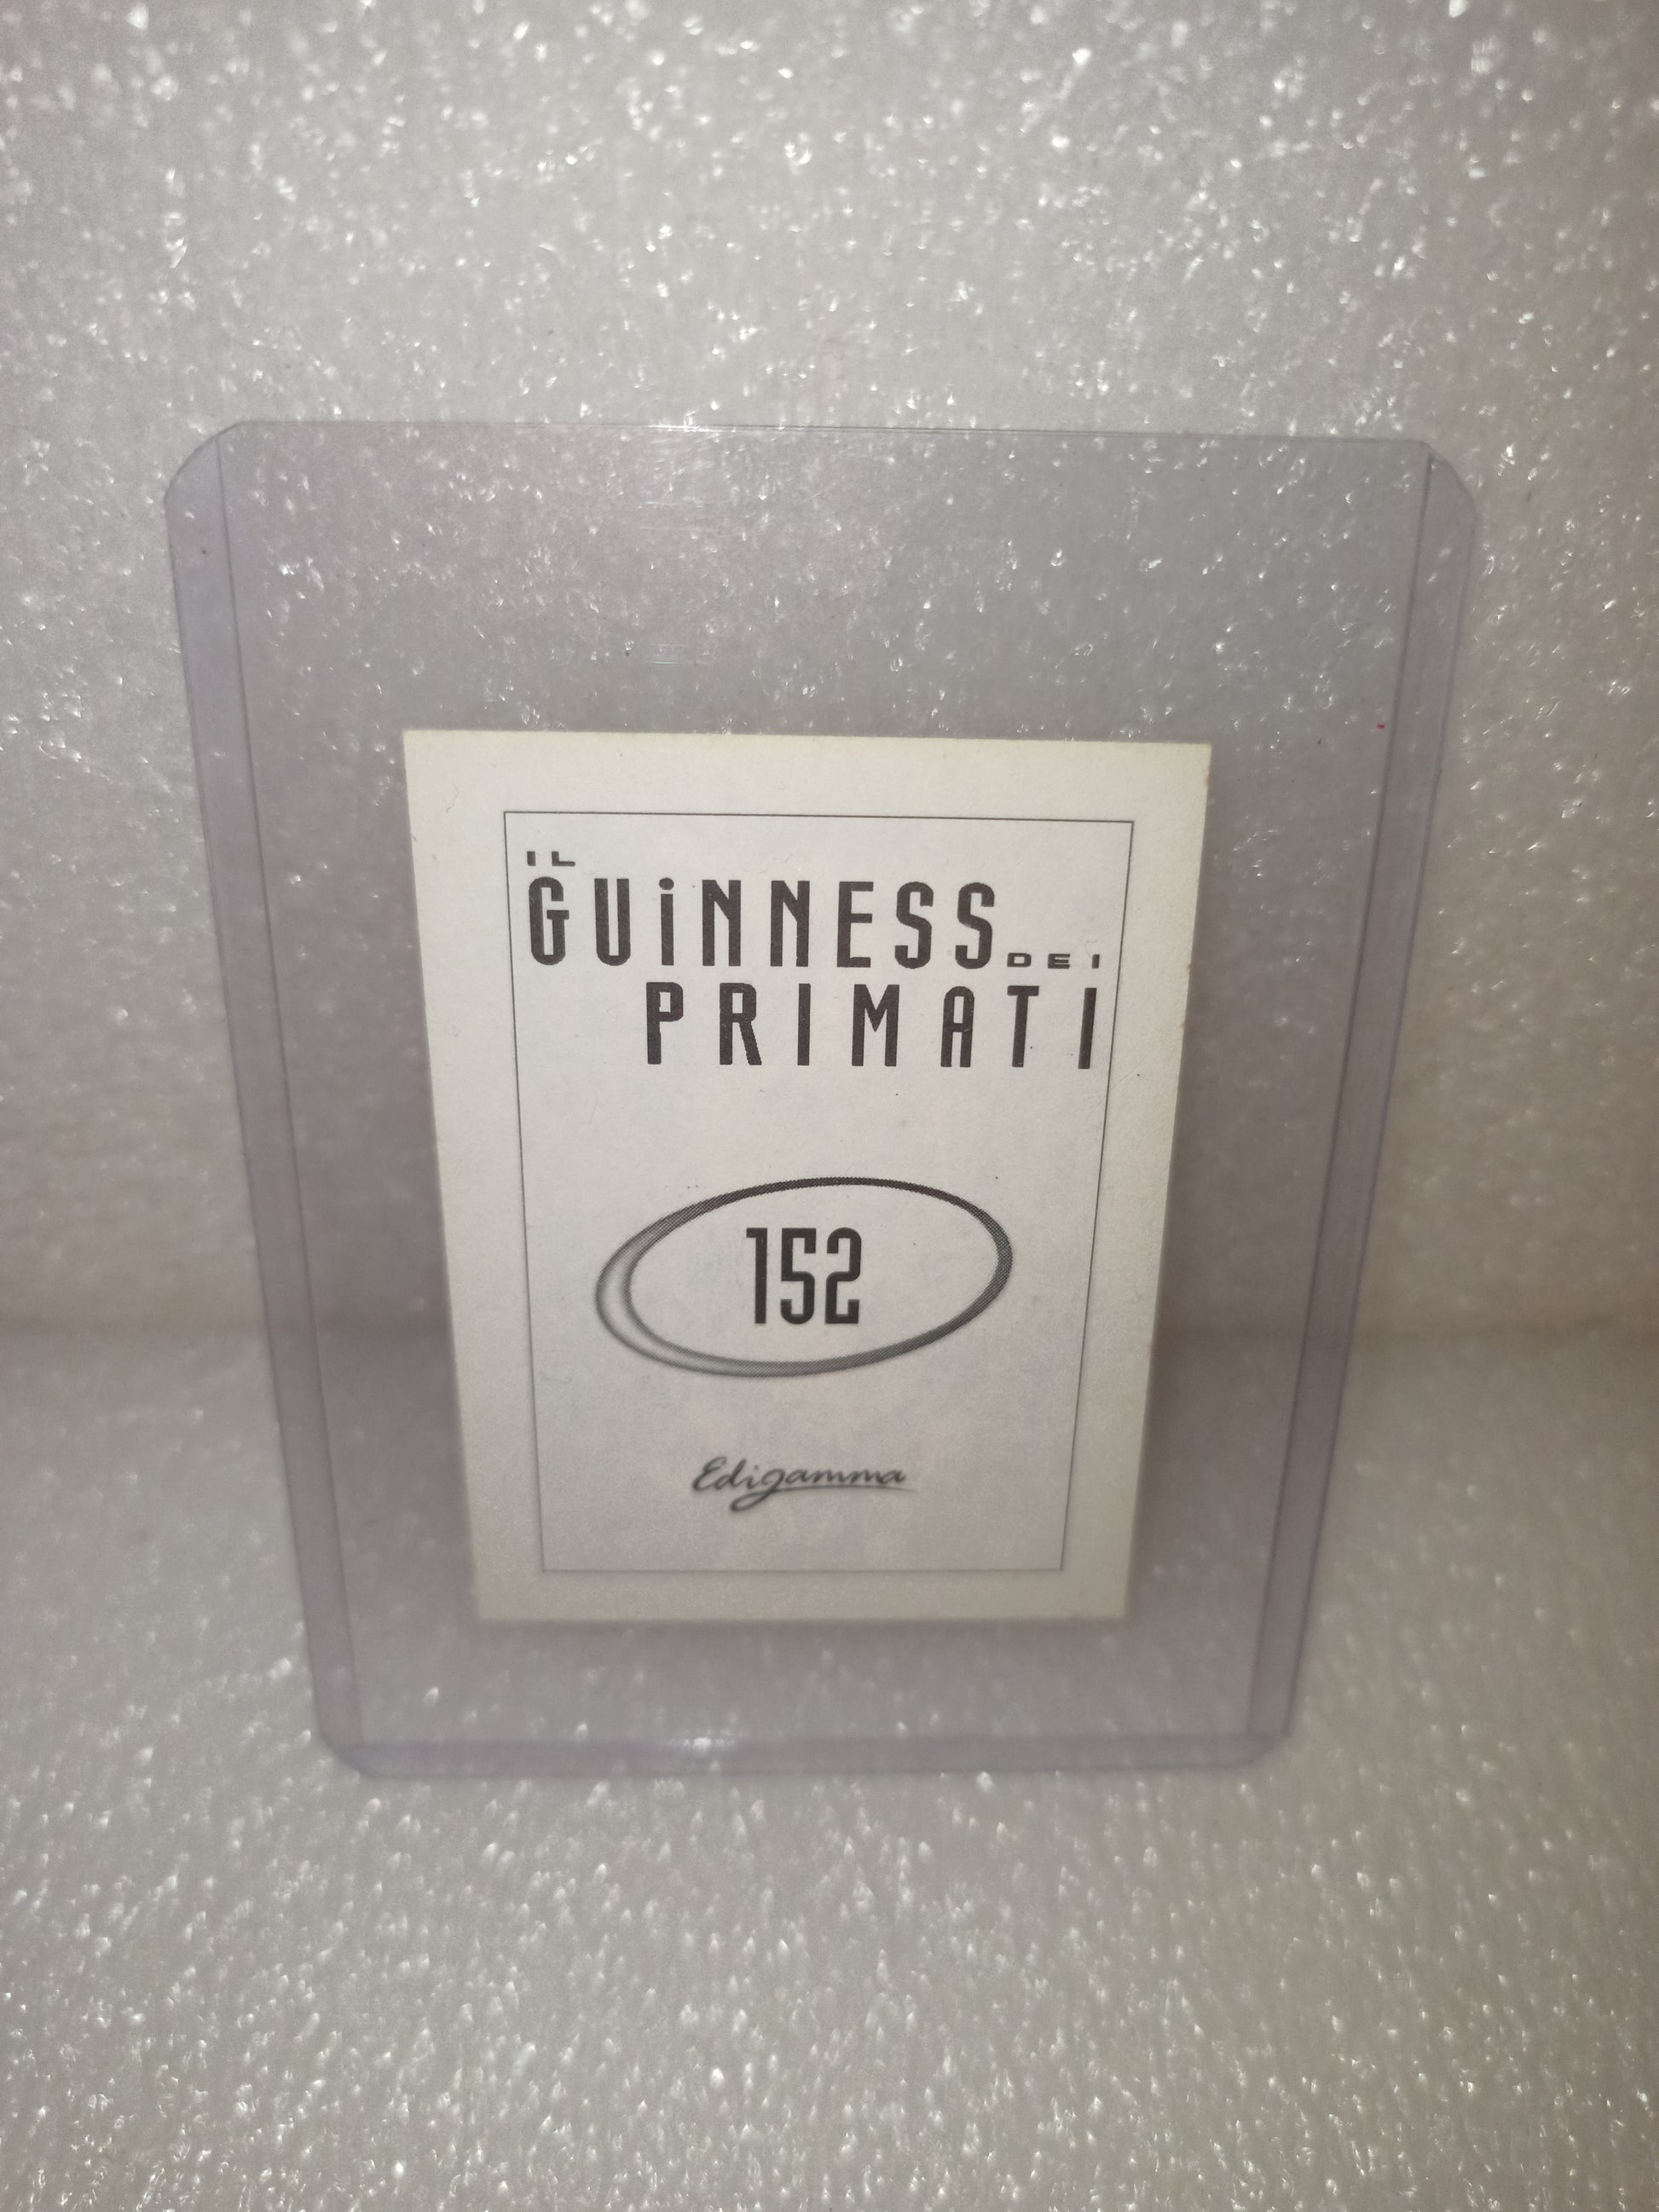 IL
GUiNNESS DEI
PRIMATI
152
Edigamma